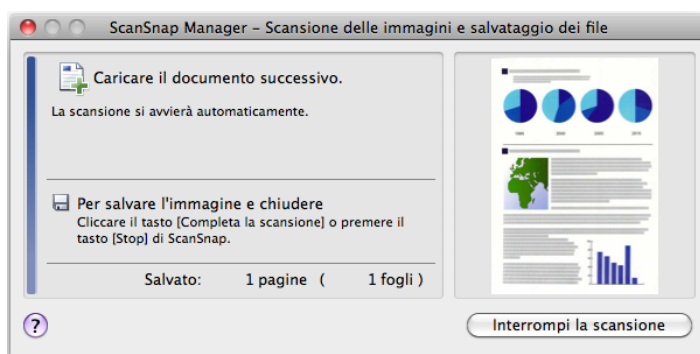 ScanSnap Manager – Scansione delle immagini e salvataggio dei file
Caricare il documento successivo.
La scansione si avvierà automaticamente.
Per salvare l'immagine e chiudere
Cliccare il tasto [Completa la scansione] o premere il
tasto [Stop] di ScanSnap.
Salvato: 1 pagine ( 1 fogli )
?
Interrompi la scansione